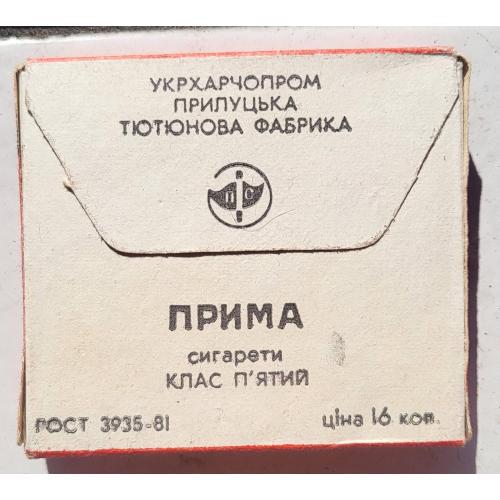 УКРХАРЧОПРОМ
ПРИЛУЦЬКА
ТЮТЮНОВА ФАБРИКА
П С
ПРИМА
сигарети
КЛАС П'ЯТИЙ
ГОСТ 3935-81 ціна 16 коп.